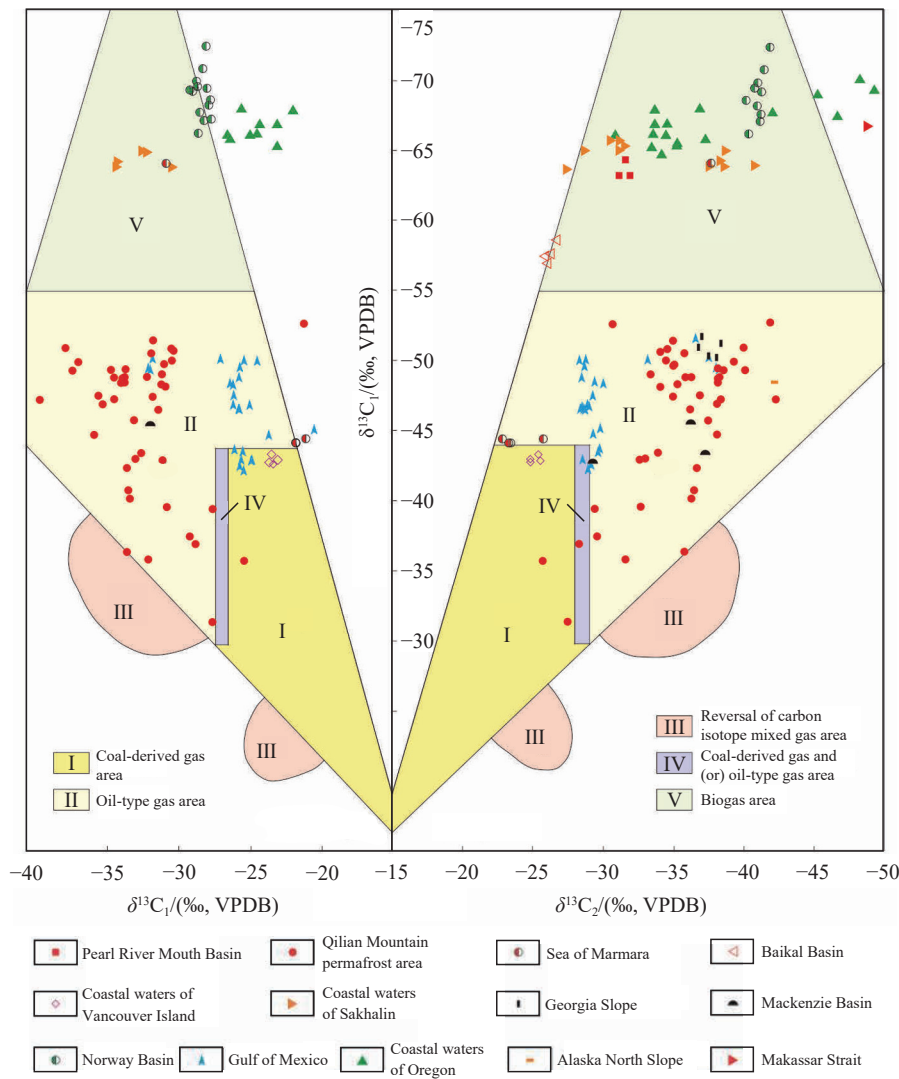 −75
−70
−65
−60
−55
−50
−45
−40
−35
−30
δ¹³C₁/(‰, VPDB)
V
V
II
II
IV
IV
III
I
I
III
III
III
I Coal-derived gas
area
II Oil-type gas area
III Reversal of carbon
isotope mixed gas area
IV Coal-derived gas and
(or) oil-type gas area
V Biogas area
−40 −35 −30 −25 −20 −15 −20 −25 −30 −35 −40 −45 −50
δ¹³C₁/(‰, VPDB) δ¹³C₂/(‰, VPDB)
Pearl River Mouth Basin
Qilian Mountain
permafrost area
Sea of Marmara
Baikal Basin
Coastal waters of
Vancouver Island
Coastal waters
of Sakhalin
Georgia Slope
Mackenzie Basin
Norway Basin
Gulf of Mexico
Coastal waters
of Oregon
Alaska North Slope
Makassar Strait